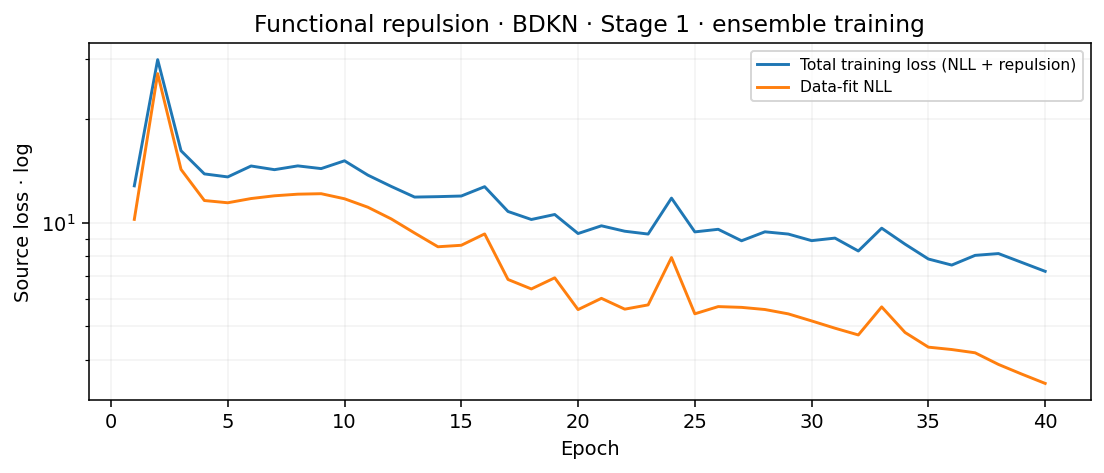 Functional repulsion · BDKN · Stage 1 · ensemble training
Total training loss (NLL + repulsion)
Data-fit NLL
Source loss · log
10¹
0 5 10 15 20 25 30 35 40
Epoch